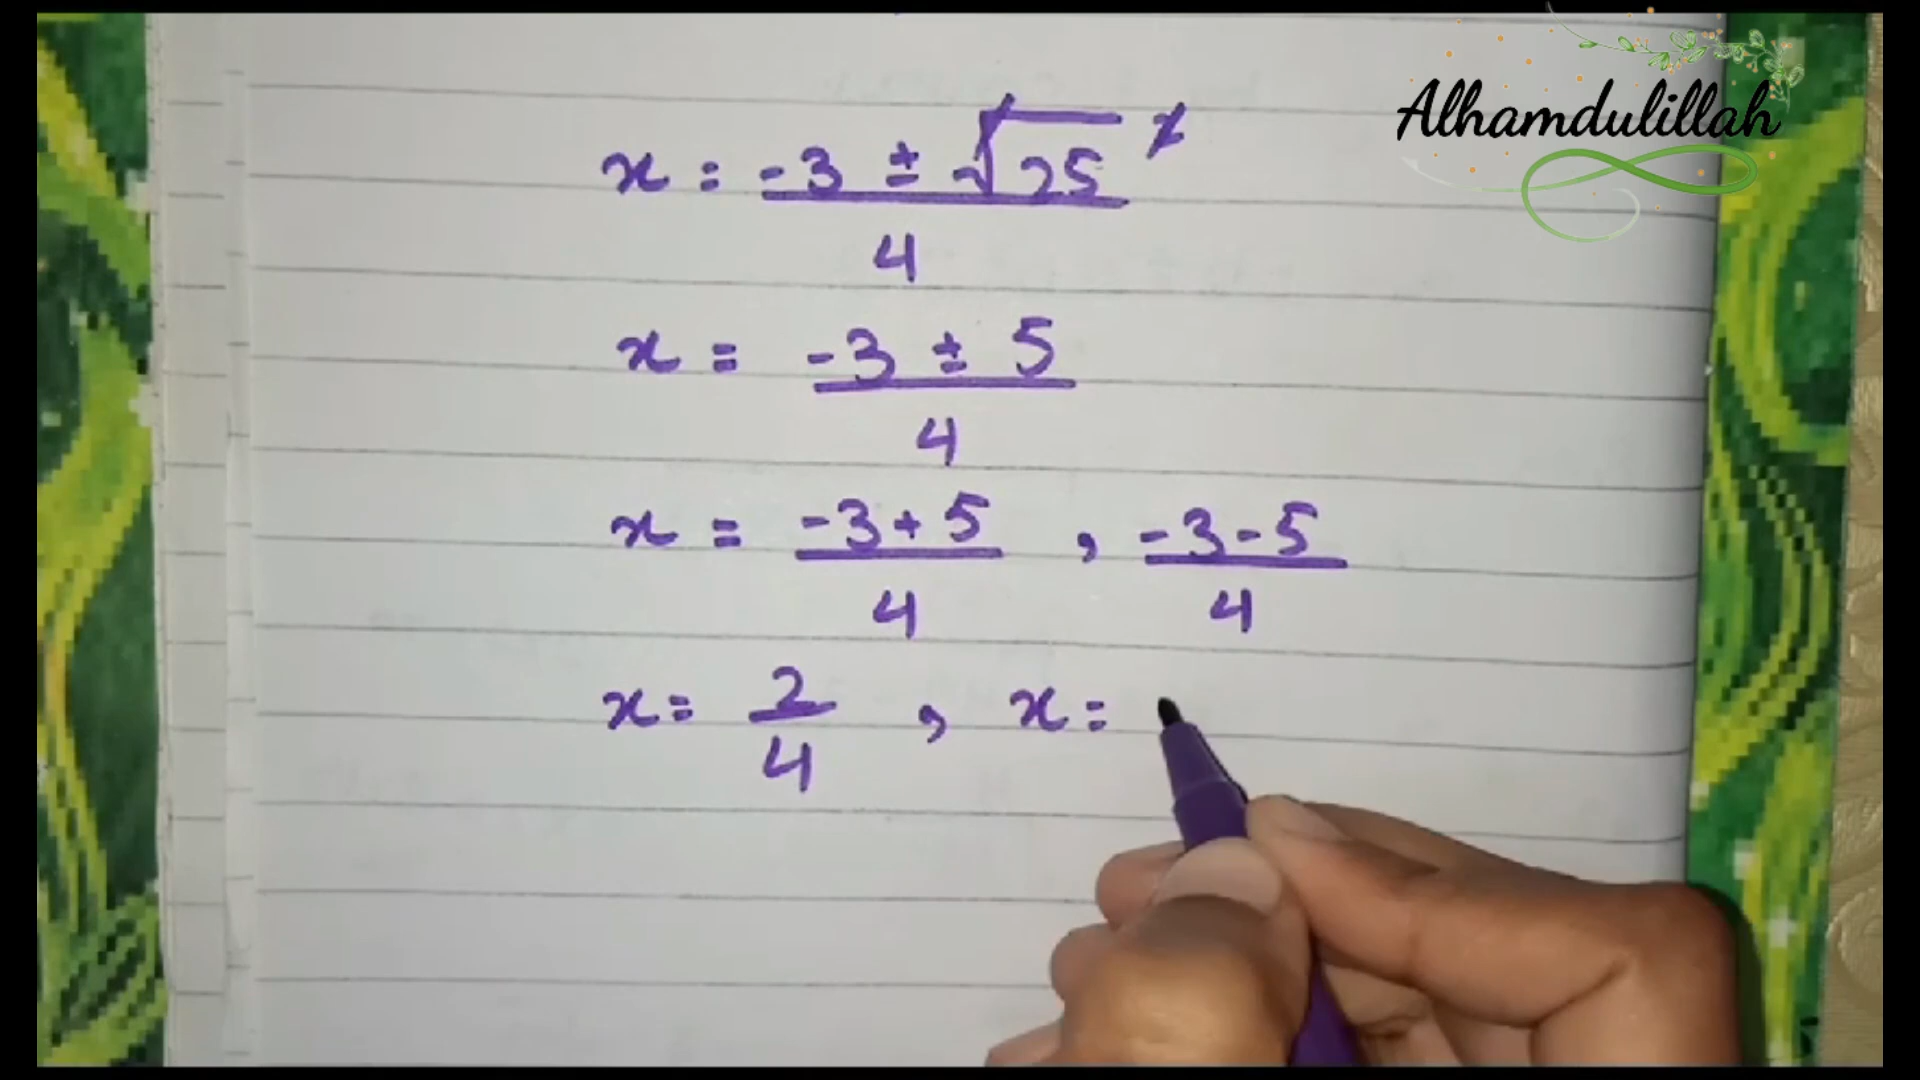 Alhamdulillah
x = -3 ± √25
4
x = -3 ± 5
4
x = -3+5 , -3-5
4 4
x = 2 , x =
4